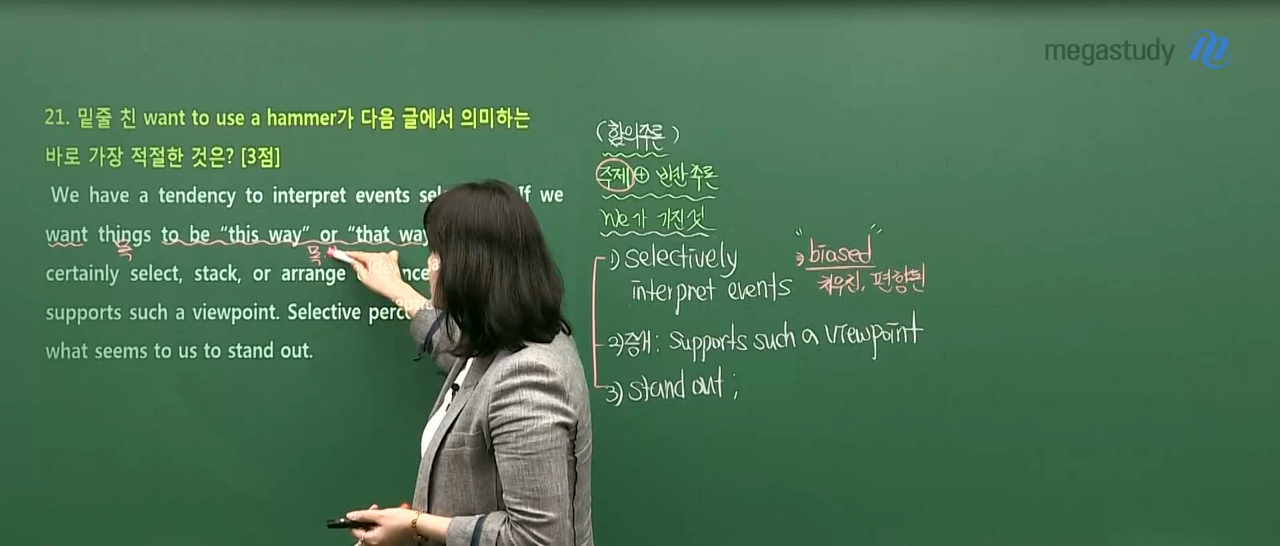 megastudy
21. 밑줄 친 want to use a hammer가 다음 글에서 의미하는
바로 가장 적절한 것은? [3점]
We have a tendency to interpret events If we
want things to be “this way” or “that way
certainly select, stack, or arrange
supports such a viewpoint. Selective
what seems to us to stand out.
목
목
(함의추론)
주제 ⊕ 빈칸추론
We가 가진것
1) selectively
interpret events
"biased"
치우친, 편향된
2) 증거: supports such a viewpoint
3) stand out ;